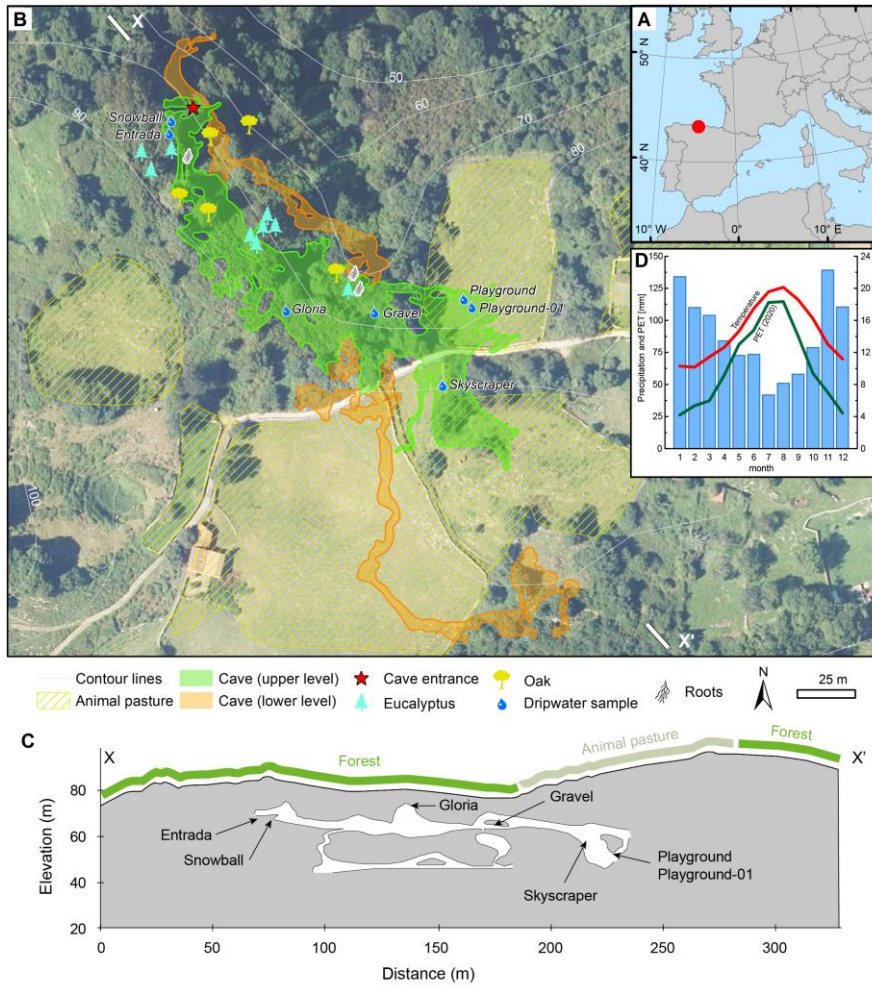 B
X
50
60
70
80
90
Snowball
Entrada
Gloria
Gravel
Playground
Playground-01
Skyscraper
100
X'
A
50° N
40° N
10° W
0°
10° E
D
150
125
100
75
50
25
0
Precipitation and PET [mm]
24
20
16
12
8
4
0
Temperature
PET (2020)
1 2 3 4 5 6 7 8 9 10 11 12
month
Contour lines
Cave (upper level)
Cave entrance
Oak
Roots
N
25 m
Animal pasture
Cave (lower level)
Eucalyptus
Dripwater sample
C
X
Forest
Animal pasture
Forest
X'
Elevation (m)
80
60
40
20
Entrada
Snowball
Gloria
Gravel
Skyscraper
Playground
Playground-01
0 50 100 150 200 250 300
Distance (m)